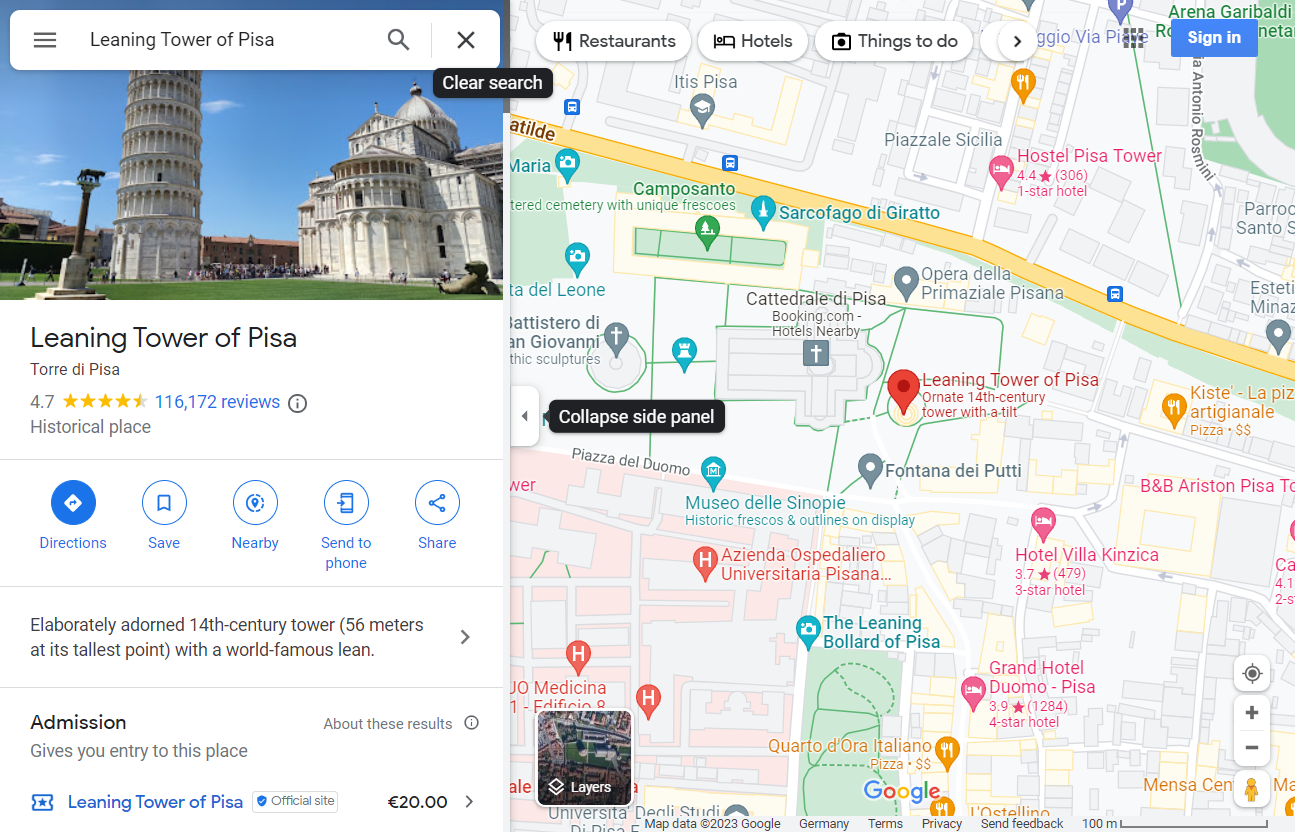 Leaning Tower of Pisa
Clear search
Leaning Tower of Pisa
Torre di Pisa
4.7
116,172 reviews
Historical place
Directions
Save
Nearby
Send to
phone
Share
Elaborately adorned 14th-century tower (56 meters
at its tallest point) with a world-famous lean.
Admission
About these results
Gives you entry to this place
Leaning Tower of Pisa
Official site
€20.00
Restaurants
Hotels
Things to do
Sign in
Arena Garibaldi
P
ggio Via Piave
Itis Pisa
ia Antonio Rosmini
Piazzale Sicilia
atilde
Maria
Hostel Pisa Tower
4.4 ★ (306)
1-star hotel
Camposanto
tered cemetery with unique frescoes
Sarcofago di Giratto
Parroc
Santo S
Opera della
Primaziale Pisana
ta del Leone
Esteti
Minaz
Cattedrale di Pisa
Booking.com -
Hotels Nearby
Battistero di
an Giovanni
thic sculptures
Leaning Tower of Pisa
Ornate 14th-century
tower with a tilt
Kiste' - La piz
artigianale
Pizza • $$
Collapse side panel
Piazza del Duomo
Fontana dei Putti
wer
B&B Ariston Pisa To
Museo delle Sinopie
Historic frescos & outlines on display
H
Azienda Ospedaliero
Universitaria Pisana...
Hotel Villa Kinzica
3.7 ★ (479)
3-star hotel
Ca
4.1
2-s
The Leaning
Bollard of Pisa
H
UO Medicina
1 - Edificio 8
H
Grand Hotel
Duomo - Pisa
3.9 ★ (1284)
4-star hotel
Quarto d'Ora Italiano
Pizza • $$
Layers
ale
Google
Mensa Cen
Ma
L'Ostellino
Universita' Degli Studi
Di Pisa
Map data ©2023 Google
Germany
Terms
Privacy
Send feedback
100 m